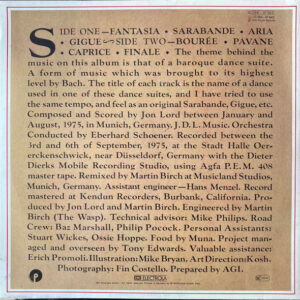 SIDE ONE—FANTASIA · SARABANDE · ARIA
· GIGUE~SIDE TWO—BOURÉE · PAVANE
· CAPRICE · FINALE · The theme behind the
music on this album is that of a baroque dance suite.
A form of music which was brought to its highest
level by Bach. The title of each track is the name of a dance
used in one of these dance suites, and I have tried to use
the same tempo, and feel as an original Sarabande, Gigue, etc.
Composed and Scored by Jon Lord between January
and August, 1975, in Munich, Germany, J.D.L. Music. Orchestra
Conducted by Eberhard Schoener. Recorded between the
3rd and 6th of September, 1975, at the Stadt Halle Oer-
erckenschwick, near Düsseldorf, Germany with the Dieter
Dierks Mobile Recording Studio, using Agfa P.E.M. 408
master tape. Remixed by Martin Birch at Musicland Studios,
Munich, Germany. Assistant engineer—Hans Menzel. Record
mastered at Kendun Recorders, Burbank, California. Pro-
duced by Jon Lord and Martin Birch. Engineered by Martin
Birch (The Wasp). Technical advisor: Mike Philips. Road
Crew: Baz Marshall, Philip Pocock. Personal Assistants:
Stuart Wickes, Ossie Hoppe. Food by Muna. Project man-
aged and overseen by Tony Edwards. Valuable assistance:
Erich Promoli. Illustration: Mike Bryan. Art Direction: Kosh.
Photography: Fin Costello. Prepared by AGI.
EMI ELECTROLA